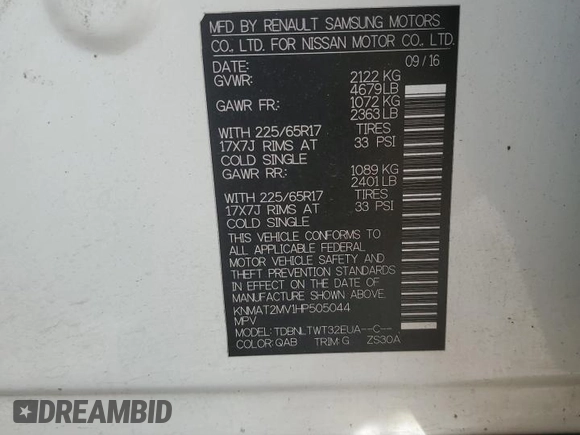 MFD BY RENAULT SAMSUNG MOTORS
CO., LTD. FOR NISSAN MOTOR CO., LTD.
DATE: 09/16
GVWR: 2122 KG
4679LB
GAWR FR: 1072 KG
2363LB
WITH 225/65R17 TIRES
17X7J RIMS AT 33 PSI
COLD SINGLE
GAWR RR: 1089 KG
2401LB
WITH 225/65R17 TIRES
17X7J RIMS AT 33 PSI
COLD SINGLE
THIS VEHICLE CONFORMS TO
ALL APPLICABLE FEDERAL
MOTOR VEHICLE SAFETY AND
THEFT PREVENTION STANDARDS
IN EFFECT ON THE DATE OF
MANUFACTURE SHOWN ABOVE.
KNMAT2MV1HP505044
MPV
MODEL: TDBNLTWT32EUA--C--
COLOR: QAB TRIM: G ZS30A
DREAMBID